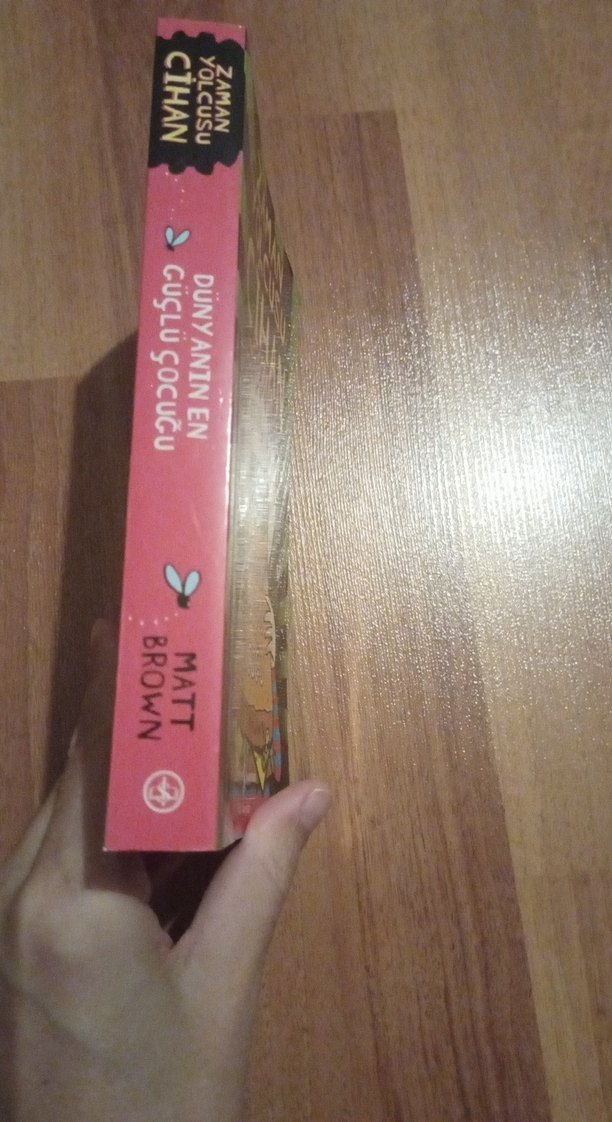 ZAMAN
YOLCUSU
CİHAN
DÜNYANIN EN
GÜÇLÜ ÇOCUĞU
MATT
BROWN